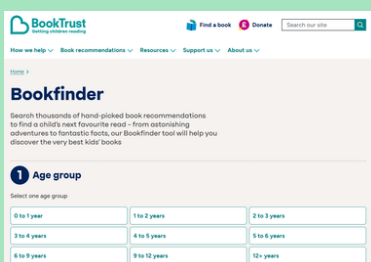 BookTrust
Getting children reading
Find a book
Donate
Search our site
How we help
Book recommendations
Resources
Support us
About us
Home
Bookfinder
Search thousands of hand-picked book recommendations
to find a child's next favourite read - from astonishing
adventures to fantastic facts, our Bookfinder tool will help you
discover the very best kids' books
1 Age group
Select one age group
0 to 1 year
1 to 2 years
2 to 3 years
3 to 4 years
4 to 5 years
5 to 6 years
6 to 9 years
9 to 12 years
12+ years